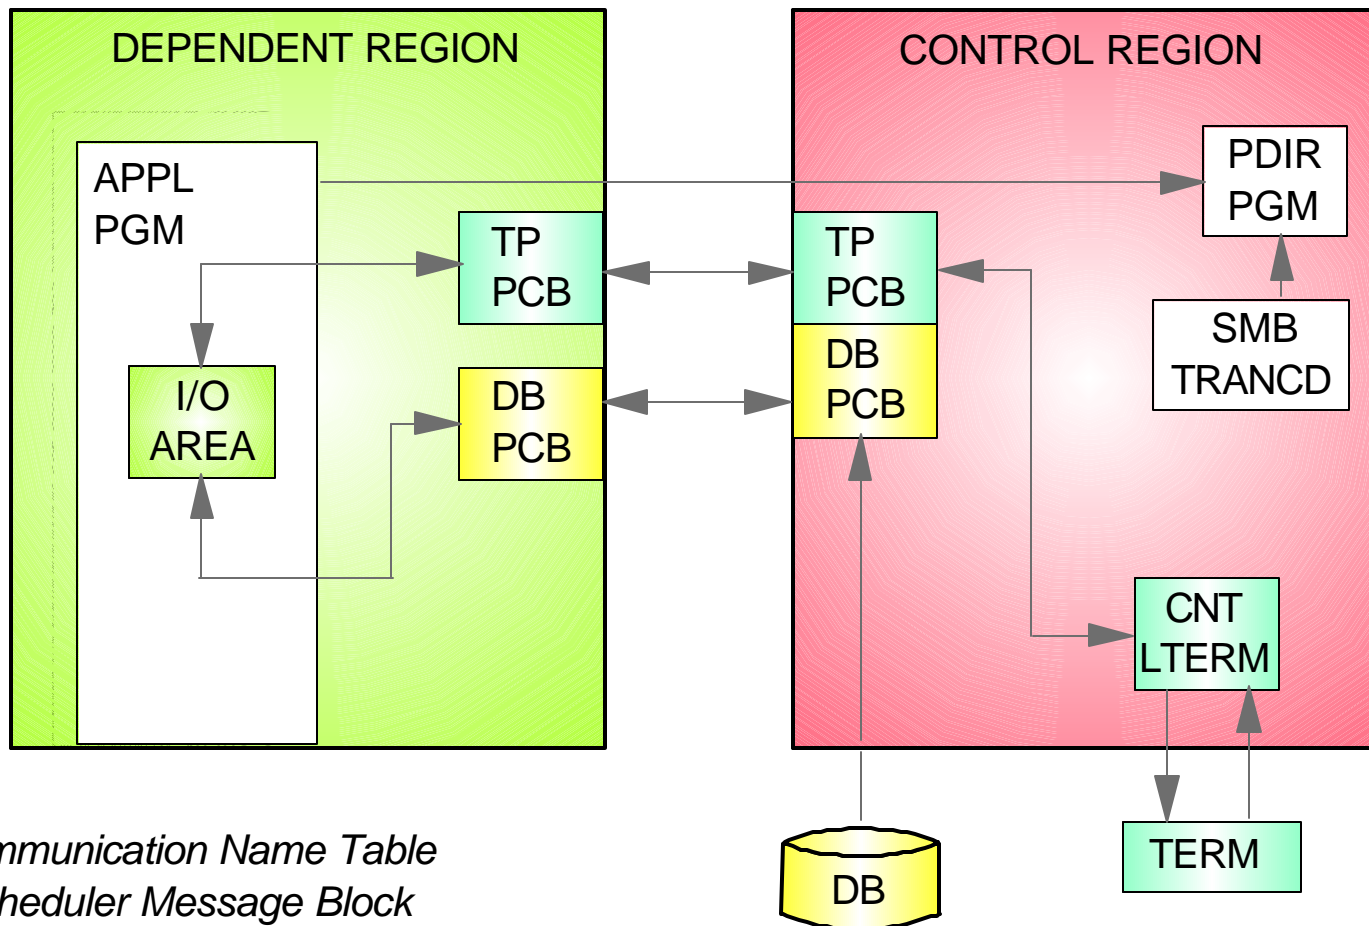 DEPENDENT REGION
CONTROL REGION
APPL
PGM
TP
PCB
DB
PCB
I/O
AREA
TP
PCB
DB
PCB
PDIR
PGM
SMB
TRANCD
CNT
LTERM
TERM
DB
mmunication Name Table
heduler Message Block